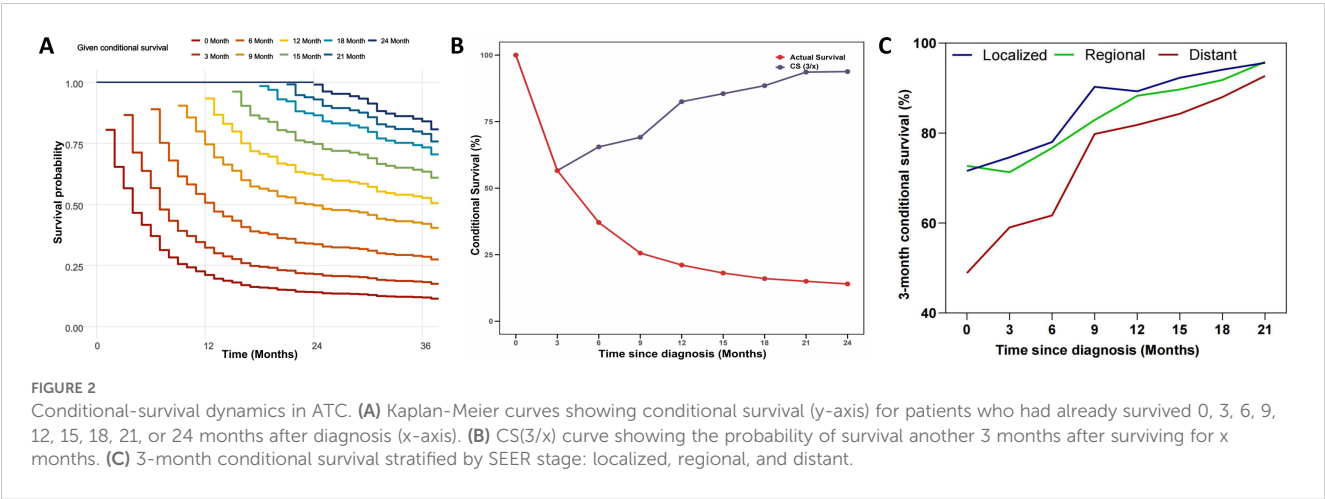 A
Given conditional survival
0 Month 6 Month 12 Month 18 Month 24 Month
3 Month 9 Month 15 Month 21 Month
Survival probability
1.00
0.75
0.50
0.25
0.00
0 12 24 36
Time (Months)
B
Actual Survival
CS (3/x)
Conditional Survival (%)
100
75
50
25
0
0 3 6 9 12 15 18 21 24
Time since diagnosis (Months)
C
Localized Regional Distant
3-month conditional survival (%)
100
80
60
40
0 3 6 9 12 15 18 21
Time since diagnosis (Months)
FIGURE 2
Conditional-survival dynamics in ATC. (A) Kaplan-Meier curves showing conditional survival (y-axis) for patients who had already survived 0, 3, 6, 9,
12, 15, 18, 21, or 24 months after diagnosis (x-axis). (B) CS(3/x) curve showing the probability of survival another 3 months after surviving for x
months. (C) 3-month conditional survival stratified by SEER stage: localized, regional, and distant.